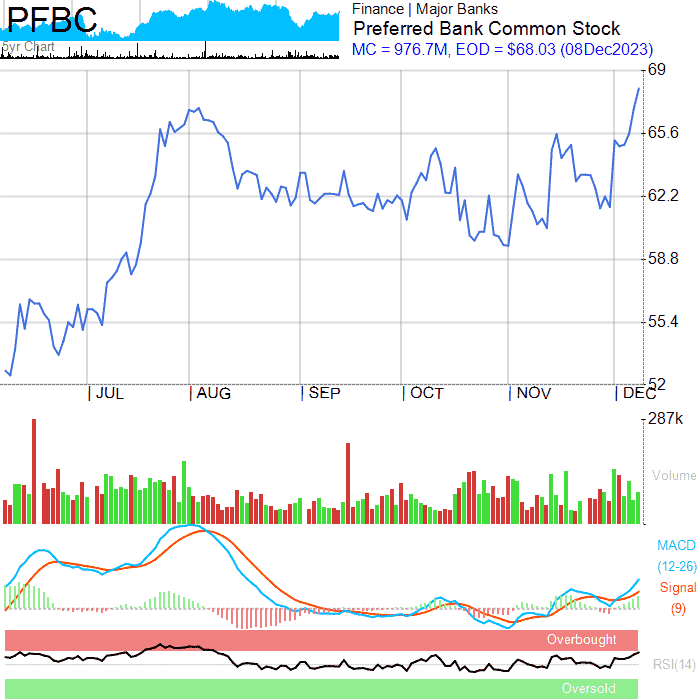 PFBC
5yr Chart
Finance | Major Banks
Preferred Bank Common Stock
MC = 976.7M, EOD = $68.03 (08Dec2023)
69
65.6
62.2
58.8
55.4
52
| JUL | AUG | SEP | OCT | NOV | DEC
287k
Volume
MACD
(12-26)
Signal
(9)
Overbought
RSI(14)
Oversold